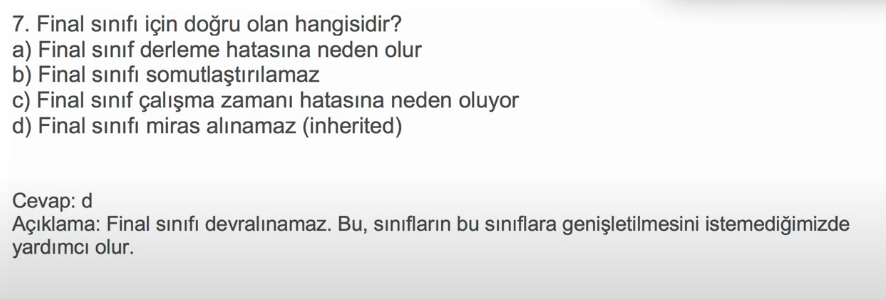 7. Final sınıfı için doğru olan hangisidir?
a) Final sınıf derleme hatasına neden olur
b) Final sınıfı somutlaştırılamaz
c) Final sınıf çalışma zamanı hatasına neden oluyor
d) Final sınıfı miras alınamaz (inherited)
Cevap: d
Açıklama: Final sınıfı devralınamaz. Bu, sınıfların bu sınıflara genişletilmesini istemediğimizde
yardımcı olur.